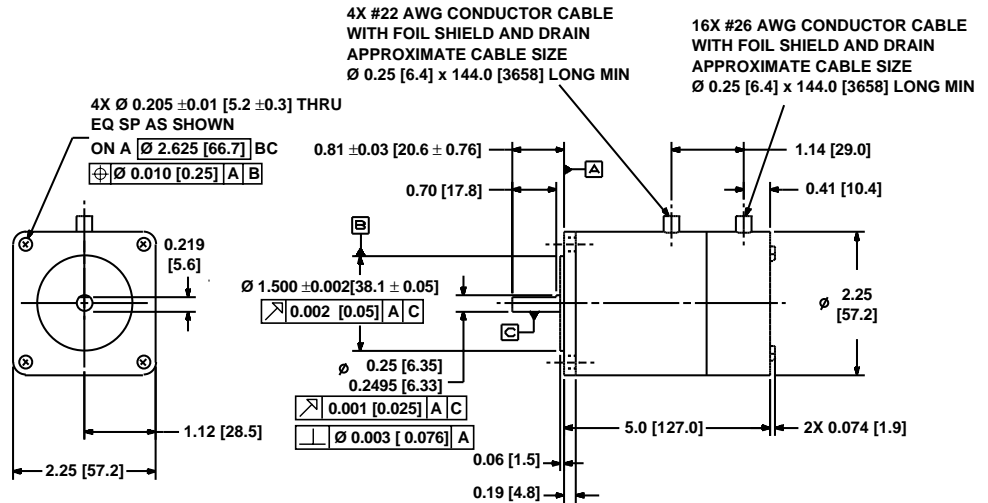 4X #22 AWG CONDUCTOR CABLE
WITH FOIL SHIELD AND DRAIN
APPROXIMATE CABLE SIZE
Ø 0.25 [6.4] x 144.0 [3658] LONG MIN
16X #26 AWG CONDUCTOR CABLE
WITH FOIL SHIELD AND DRAIN
APPROXIMATE CABLE SIZE
Ø 0.25 [6.4] x 144.0 [3658] LONG MIN
4X Ø 0.205 ±0.01 [5.2 ±0.3] THRU
EQ SP AS SHOWN
ON A Ø 2.625 [66.7] BC
⌖ Ø 0.010 [0.25] A B
0.81 ±0.03 [20.6 ± 0.76]
A
1.14 [29.0]
0.70 [17.8]
0.41 [10.4]
B
0.219
[5.6]
Ø 1.500 ±0.002[38.1 ± 0.05]
0.002 [0.05] A C
C
ø 2.25
[57.2]
ø 0.25 [6.35]
0.2495 [6.33]
0.001 [0.025] A C
⊥ Ø 0.003 [ 0.076] A
1.12 [28.5]
5.0 [127.0]
2X 0.074 [1.9]
2.25 [57.2]
0.06 [1.5]
0.19 [4.8]